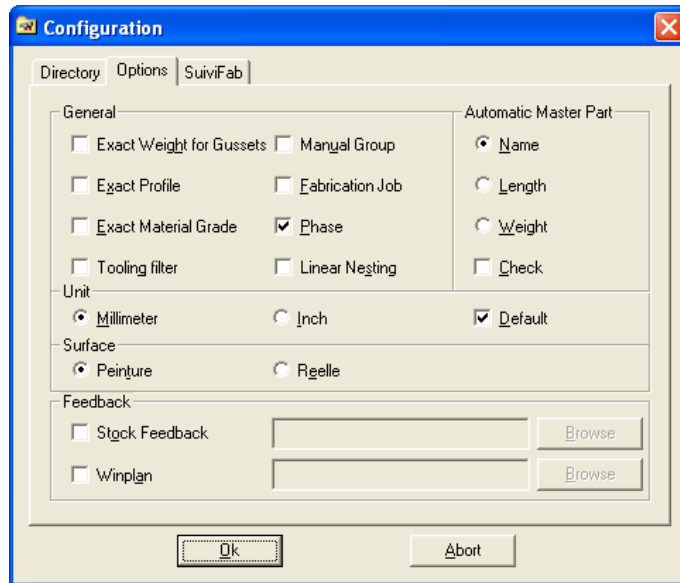 Configuration
Directory Options SuiviFab
General Automatic Master Part
Exact Weight for Gussets Manual Group Name
Exact Profile Fabrication Job Length
Exact Material Grade Phase Weight
Tooling filter Linear Nesting Check
Unit
Millimeter Inch Default
Surface
Peinture Reelle
Feedback
Stock Feedback Browse
Winplan Browse
Ok Abort